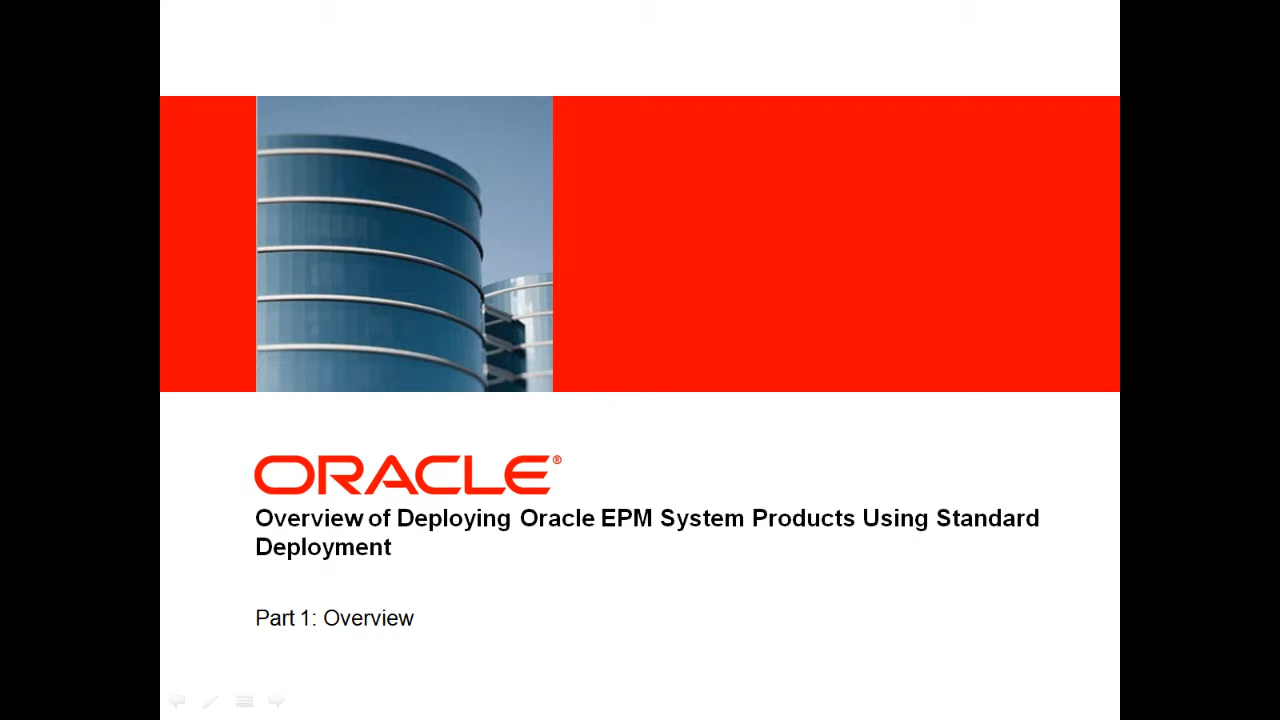 ORACLE®
Overview of Deploying Oracle EPM System Products Using Standard
Deployment
Part 1: Overview